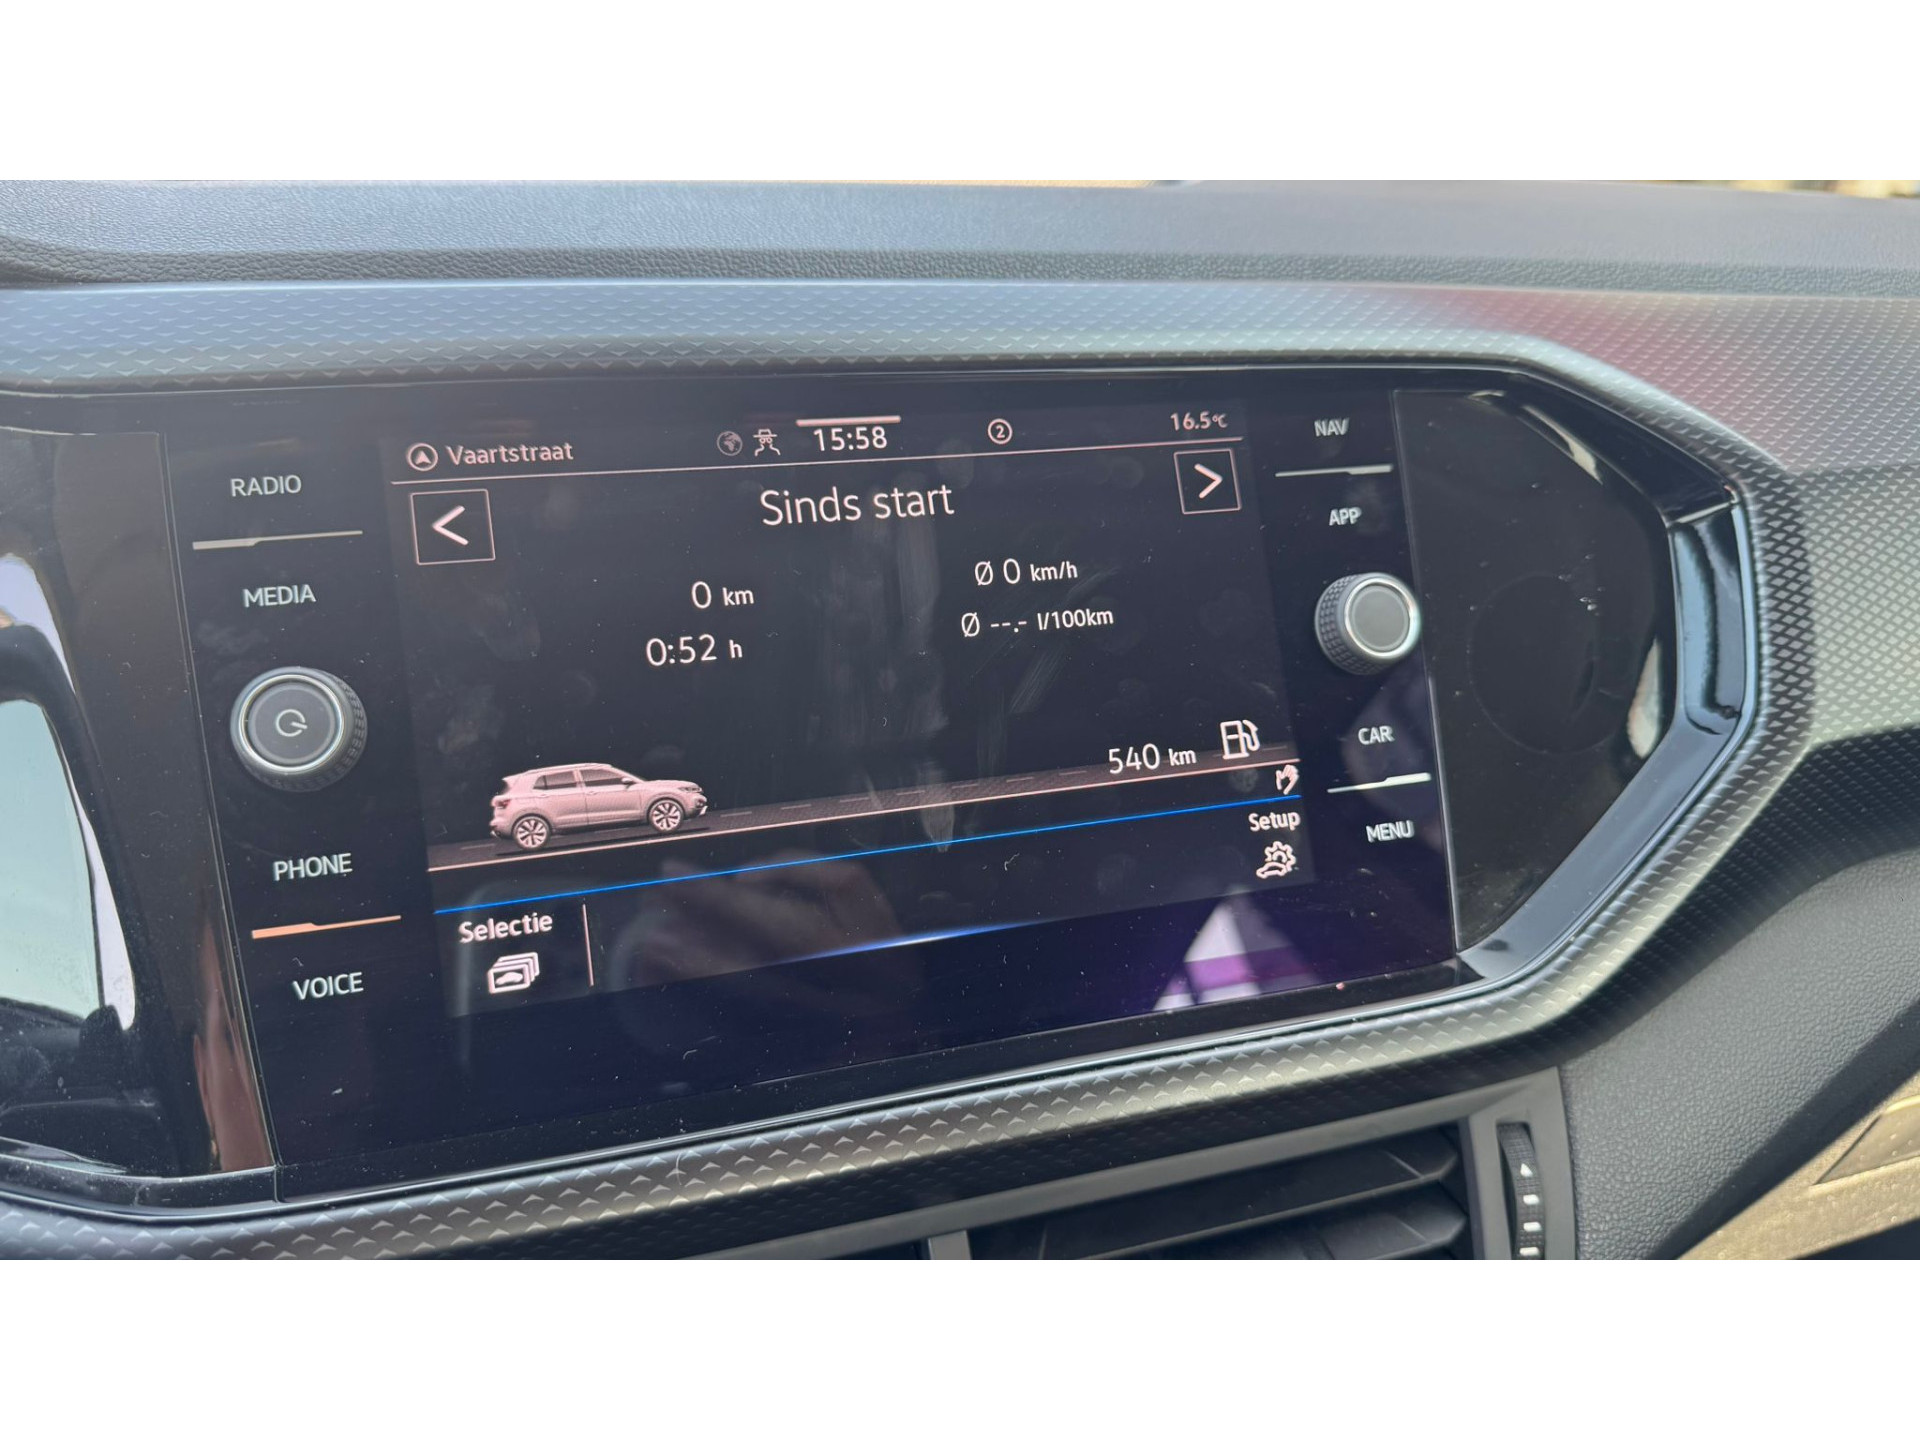 RADIO
MEDIA
PHONE
VOICE
Vaartstraat
15:58
2
16.5°C
<
Sinds start
>
0 km
0:52 h
Ø 0 km/h
Ø --.- l/100km
540 km
Setup
Selectie
NAV
APP
CAR
MENU